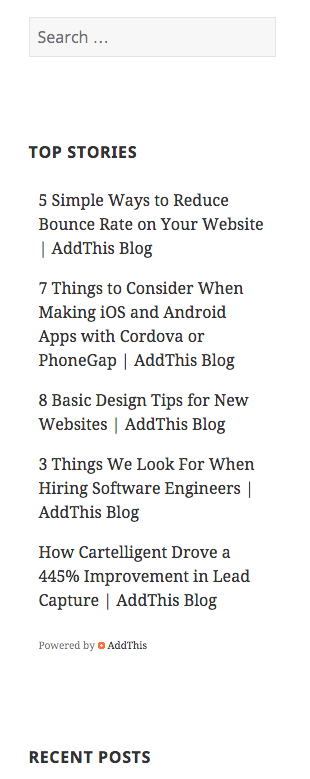 Search ...
TOP STORIES
5 Simple Ways to Reduce
Bounce Rate on Your Website
| AddThis Blog
7 Things to Consider When
Making iOS and Android
Apps with Cordova or
PhoneGap | AddThis Blog
8 Basic Design Tips for New
Websites | AddThis Blog
3 Things We Look For When
Hiring Software Engineers |
AddThis Blog
How Cartelligent Drove a
445% Improvement in Lead
Capture | AddThis Blog
Powered by AddThis
RECENT POSTS